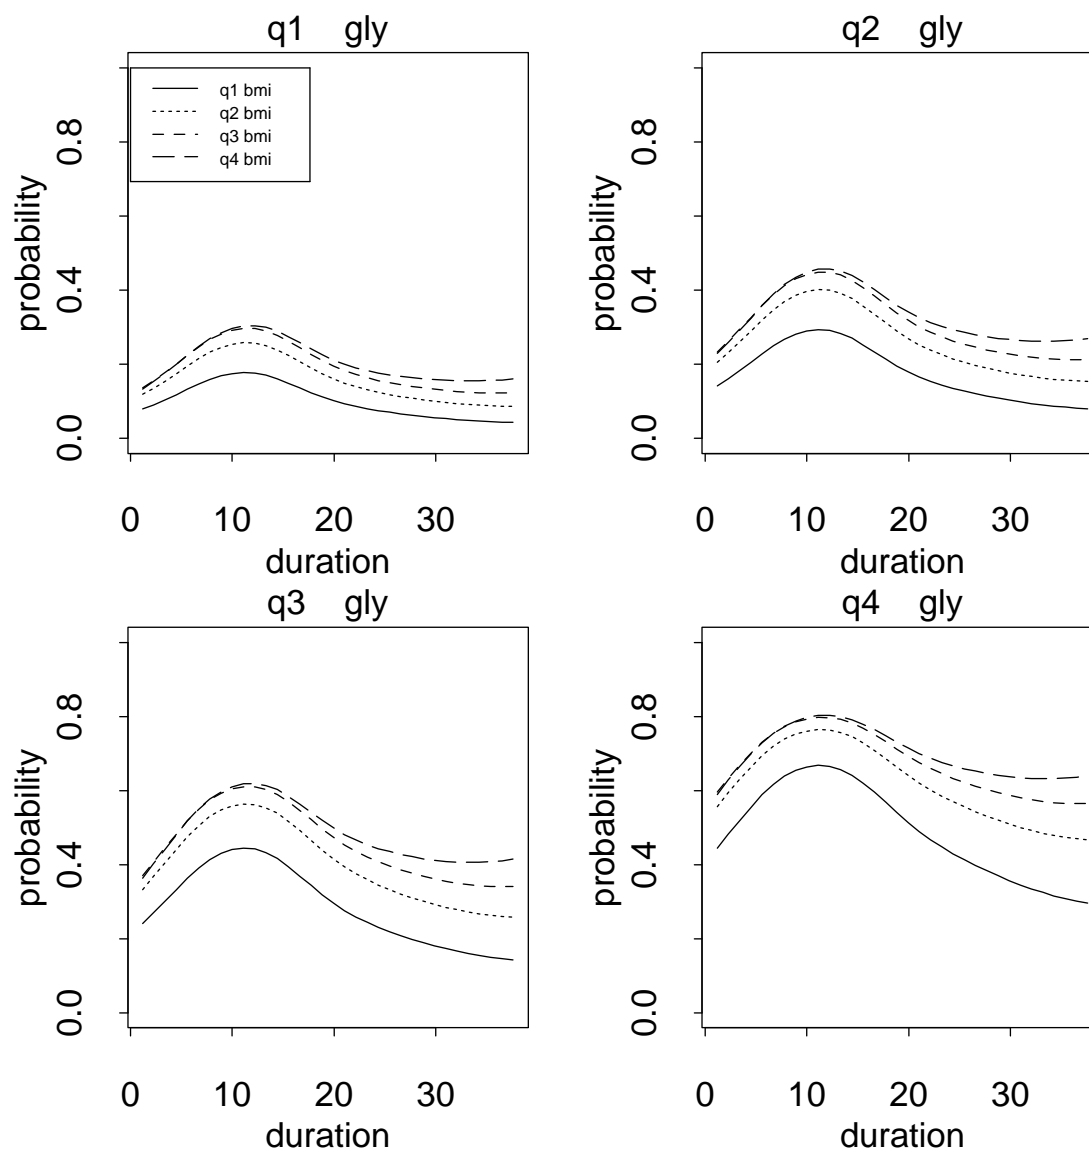 q1 gly
q1 bmi
q2 bmi
q3 bmi
q4 bmi
probability
0.0 0.4 0.8
0 10 20 30
duration
q2 gly
probability
0.0 0.4 0.8
0 10 20 30
duration
q3 gly
probability
0.0 0.4 0.8
0 10 20 30
duration
q4 gly
probability
0.0 0.4 0.8
0 10 20 30
duration